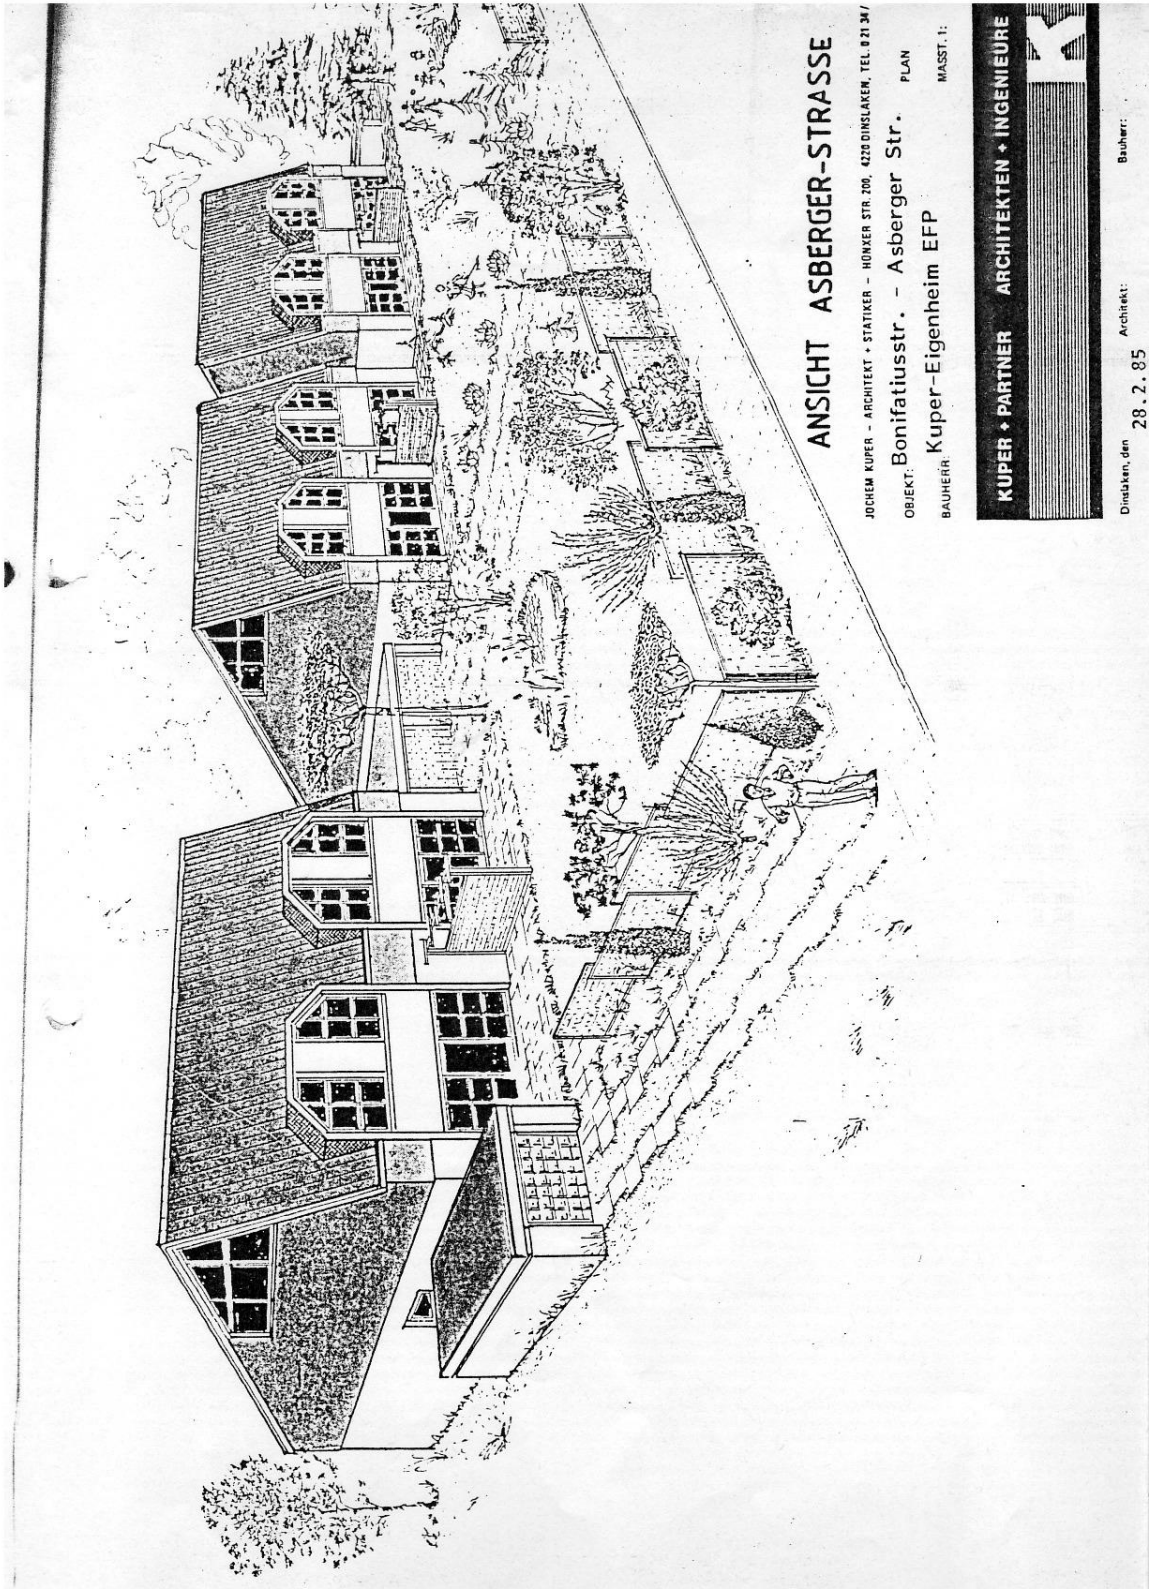 ANSICHT ASBERGER-STRASSE
JOCHEM KUPER - ARCHITEKT + STATIKER - HÜNXER STR. 200, 4220 DINSLAKEN, TEL. 0 21 34 /
OBJEKT: Bonifatiusstr. - Asberger Str. PLAN
BAUHERR: Kuper-Eigenheim EFP MASST. 1:
KUPER + PARTNER ARCHITEKTEN + INGENIEURE
K
Dinslaken, den 28. 2. 85 Architekt: Bauherr: